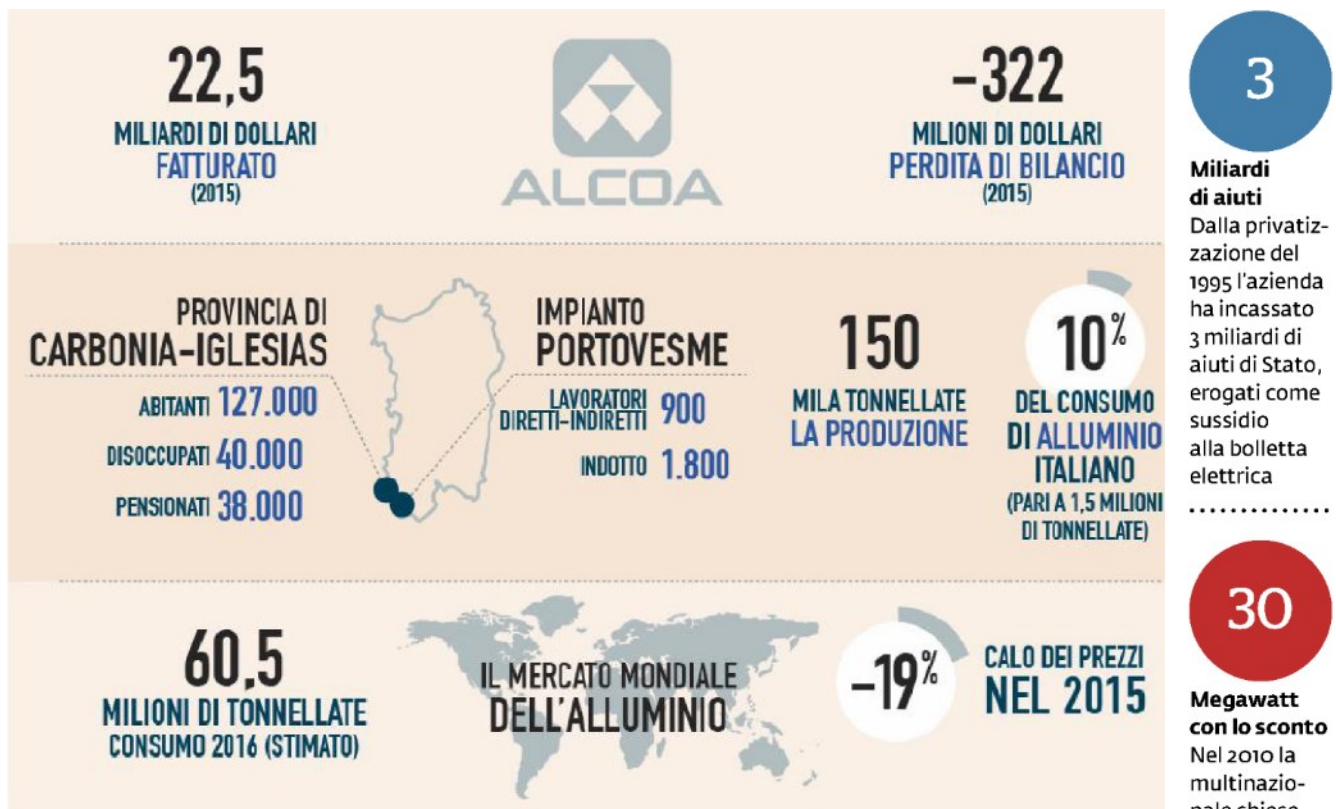 22,5
MILIARDI DI DOLLARI
FATTURATO
(2015)
ALCOA
-322
MILIONI DI DOLLARI
PERDITA DI BILANCIO
(2015)
PROVINCIA DI
CARBONIA-IGLESIAS
ABITANTI 127.000
DISOCCUPATI 40.000
PENSIONATI 38.000
IMPIANTO
PORTOVESME
LAVORATORI
DIRETTI-INDIRETTI 900
INDOTTO 1.800
150
MILA TONNELLATE
LA PRODUZIONE
10%
DEL CONSUMO
DI ALLUMINIO
ITALIANO
(PARI A 1,5 MILIONI
DI TONNELLATE)
60,5
MILIONI DI TONNELLATE
CONSUMO 2016 (STIMATO)
IL MERCATO MONDIALE
DELL'ALLUMINIO
-19%
CALO DEI PREZZI
NEL 2015
3
Miliardi
di aiuti
Dalla privatiz-
zazione del
1995 l'azienda
ha incassato
3 miliardi di
aiuti di Stato,
erogati come
sussidio
alla bolletta
elettrica
30
Megawatt
con lo sconto
Nel 2010 la
multinazio-